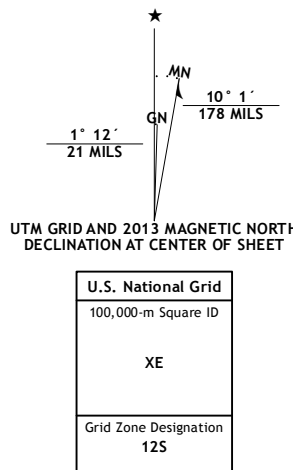 ★
MN
GN
10° 1´
178 MILS
1° 12´
21 MILS
UTM GRID AND 2013 MAGNETIC NORTH
DECLINATION AT CENTER OF SHEET
U.S. National Grid
100,000-m Square ID
XE
Grid Zone Designation
12S